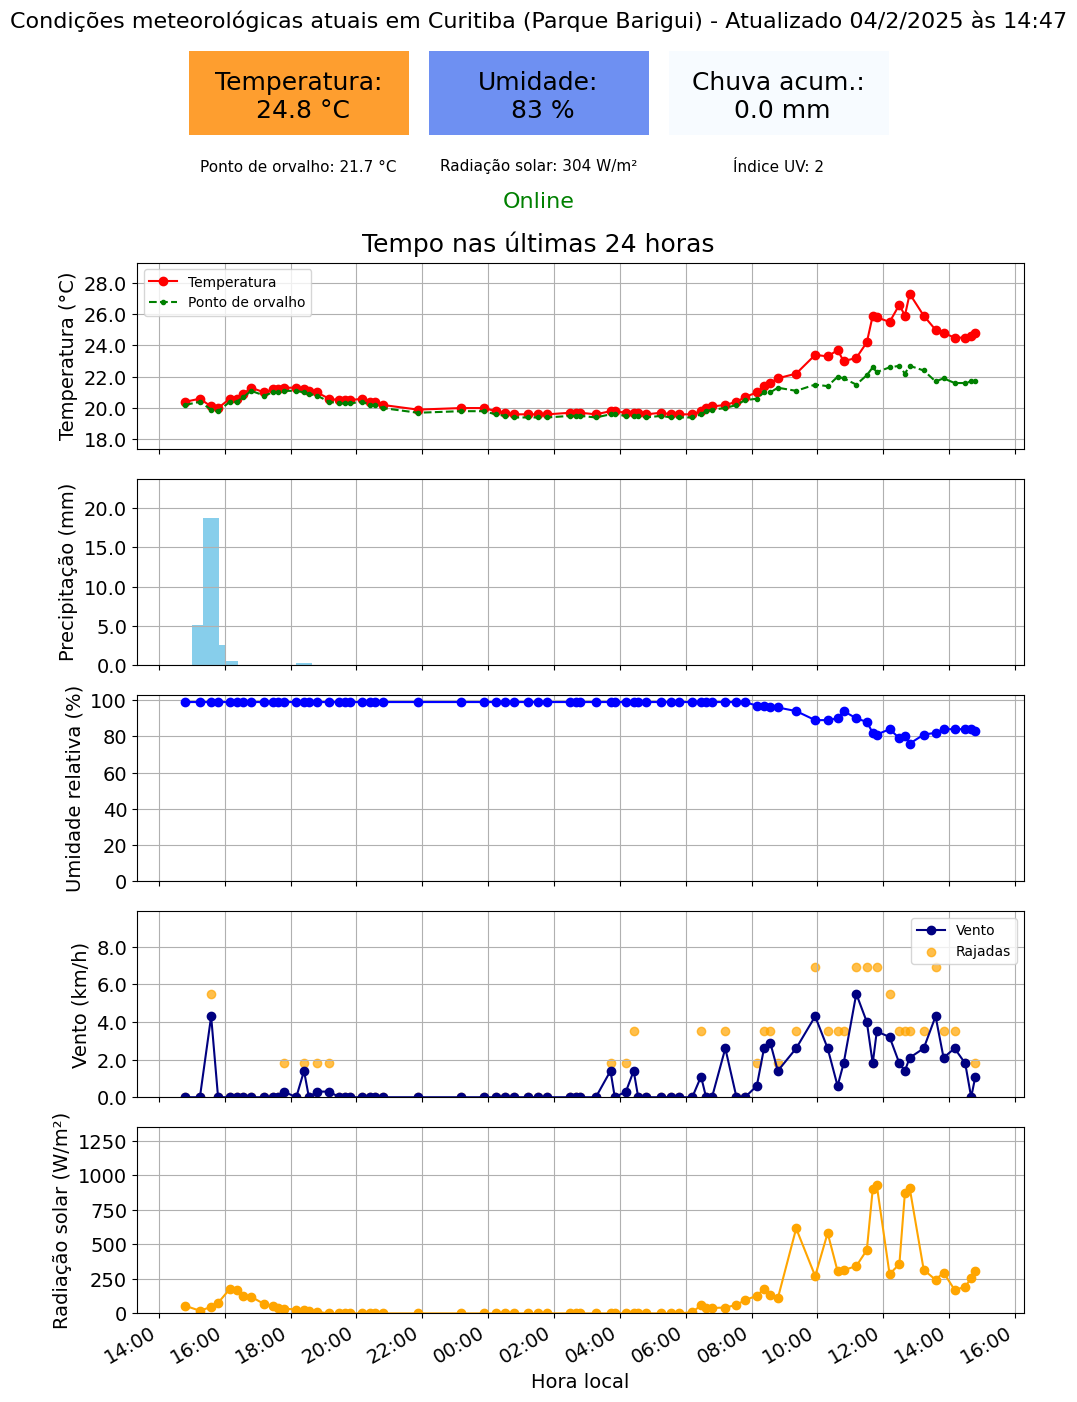 Condições meteorológicas atuais em Curitiba (Parque Barigui) - Atualizado 04/2/2025 às 14:47
Temperatura:
24.8 °C
Umidade:
83 %
Chuva acum.:
0.0 mm
Ponto de orvalho: 21.7 °C
Radiação solar: 304 W/m²
Índice UV: 2
Online
Tempo nas últimas 24 horas
Temperatura (°C)
28.0
26.0
24.0
22.0
20.0
18.0
Temperatura
Ponto de orvalho
Precipitação (mm)
20.0
15.0
10.0
5.0
0.0
Umidade relativa (%)
100
80
60
40
20
0
Vento (km/h)
8.0
6.0
4.0
2.0
0.0
Vento
Rajadas
Radiação solar (W/m²)
1250
1000
750
500
250
0
14:00
16:00
18:00
20:00
22:00
00:00
02:00
04:00
06:00
08:00
10:00
12:00
14:00
16:00
Hora local